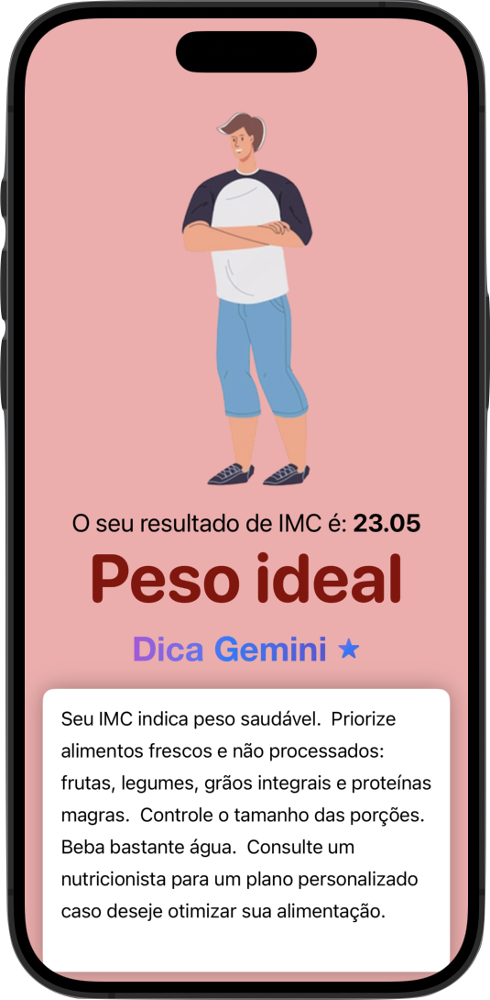 O seu resultado de IMC é: 23.05
Peso ideal
Dica Gemini ★
Seu IMC indica peso saudável.  Priorize
alimentos frescos e não processados:
frutas, legumes, grãos integrais e proteínas
magras.  Controle o tamanho das porções.
Beba bastante água.  Consulte um
nutricionista para um plano personalizado
caso deseje otimizar sua alimentação.